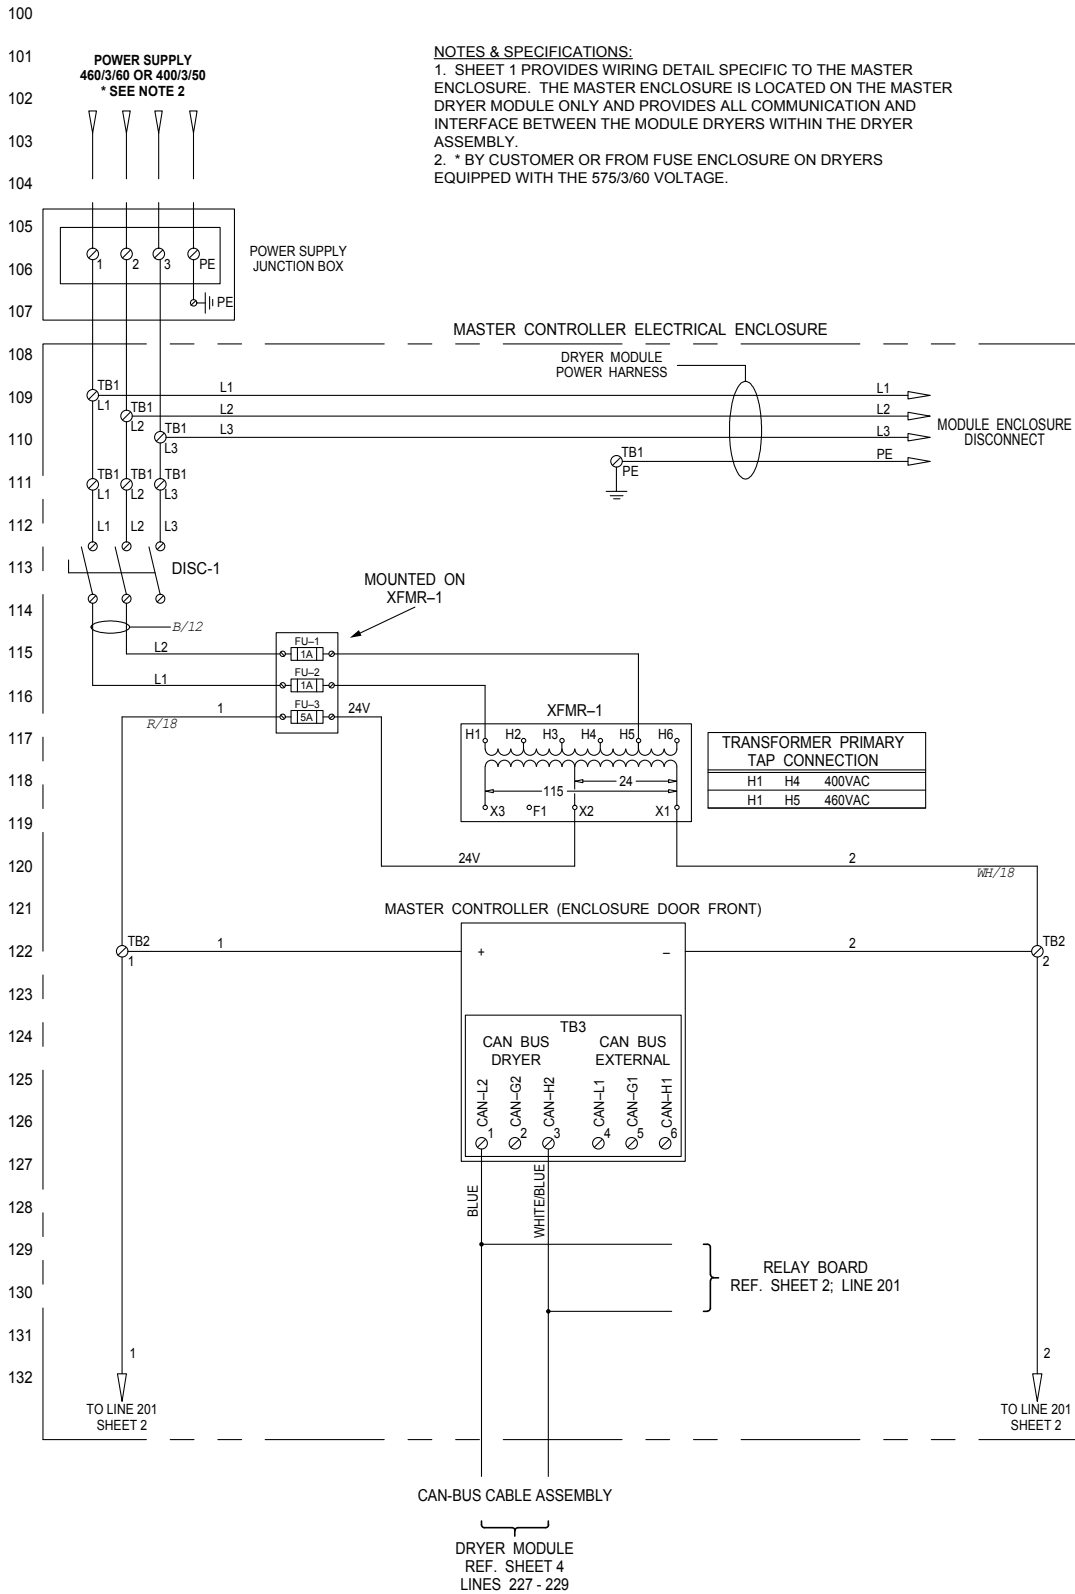 100
101
POWER SUPPLY
460/3/60 OR 400/3/50
* SEE NOTE 2
NOTES & SPECIFICATIONS:
1. SHEET 1 PROVIDES WIRING DETAIL SPECIFIC TO THE MASTER
ENCLOSURE. THE MASTER ENCLOSURE IS LOCATED ON THE MASTER
DRYER MODULE ONLY AND PROVIDES ALL COMMUNICATION AND
INTERFACE BETWEEN THE MODULE DRYERS WITHIN THE DRYER
ASSEMBLY.
2. * BY CUSTOMER OR FROM FUSE ENCLOSURE ON DRYERS
EQUIPPED WITH THE 575/3/60 VOLTAGE.
102
103
104
105
106
1 2 3 PE
POWER SUPPLY
JUNCTION BOX
107
PE
MASTER CONTROLLER ELECTRICAL ENCLOSURE
108
DRYER MODULE
POWER HARNESS
109
TB1
L1
L1
L1
TB1
L2
L2
L2
110
TB1
L3
L3
L3
MODULE ENCLOSURE
DISCONNECT
TB1
PE
PE
111
TB1 TB1 TB1
L1 L2 L3
112
L1 L2 L3
113
DISC-1
MOUNTED ON
XFMR–1
114
B/12
115
L2
FU–1
1A
116
L1
FU–2
1A
R/18
1
FU–3
5A
24V
XFMR–1
117
H1 H2 H3 H4 H5 H6
TRANSFORMER PRIMARY
TAP CONNECTION
H1 H4 400VAC
H1 H5 460VAC
118
24
115
X3 F1 X2 X1
119
120
24V
2
WH/18
121
MASTER CONTROLLER (ENCLOSURE DOOR FRONT)
122
TB2
1
1
+
–
2
TB2
2
123
124
TB3
CAN BUS
DRYER
CAN BUS
EXTERNAL
125
CAN–L2
CAN–G2
CAN–H2
CAN–L1
CAN–G1
CAN–H1
126
1 2 3 4 5 6
127
128
BLUE
WHITE/BLUE
129
130
RELAY BOARD
REF. SHEET 2; LINE 201
131
1
2
132
TO LINE 201
SHEET 2
TO LINE 201
SHEET 2
CAN-BUS CABLE ASSEMBLY
DRYER MODULE
REF. SHEET 4
LINES 227 - 229